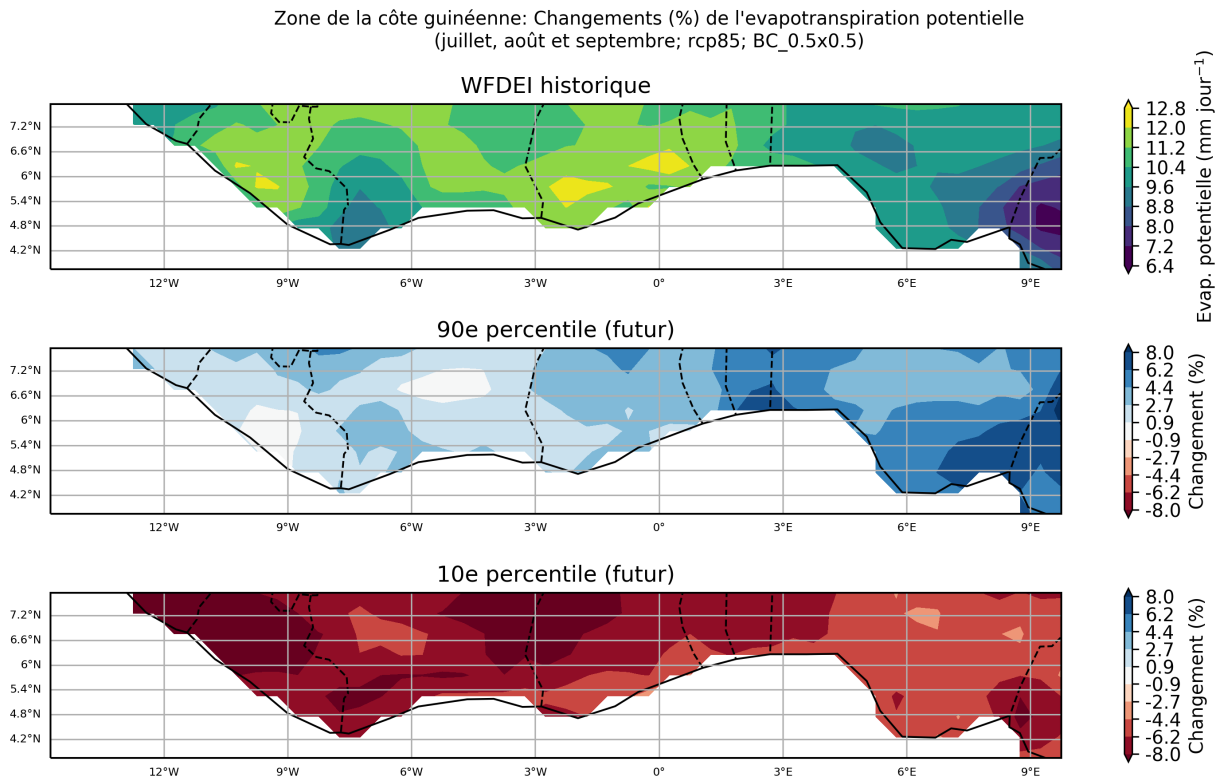 Zone de la côte guinéenne: Changements (%) de l'evapotranspiration potentielle
(juillet, août et septembre; rcp85; BC_0.5x0.5)
WFDEI historique
7.2°N
6.6°N
6°N
5.4°N
4.8°N
4.2°N
12°W 9°W 6°W 3°W 0° 3°E 6°E 9°E
12.8
12.0
11.2
10.4
9.6
8.8
8.0
7.2
6.4
Evap. potentielle (mm jour⁻¹)
90e percentile (futur)
7.2°N
6.6°N
6°N
5.4°N
4.8°N
4.2°N
12°W 9°W 6°W 3°W 0° 3°E 6°E 9°E
8.0
6.2
4.4
2.7
0.9
-0.9
-2.7
-4.4
-6.2
-8.0
Changement (%)
10e percentile (futur)
7.2°N
6.6°N
6°N
5.4°N
4.8°N
4.2°N
12°W 9°W 6°W 3°W 0° 3°E 6°E 9°E
8.0
6.2
4.4
2.7
0.9
-0.9
-2.7
-4.4
-6.2
-8.0
Changement (%)